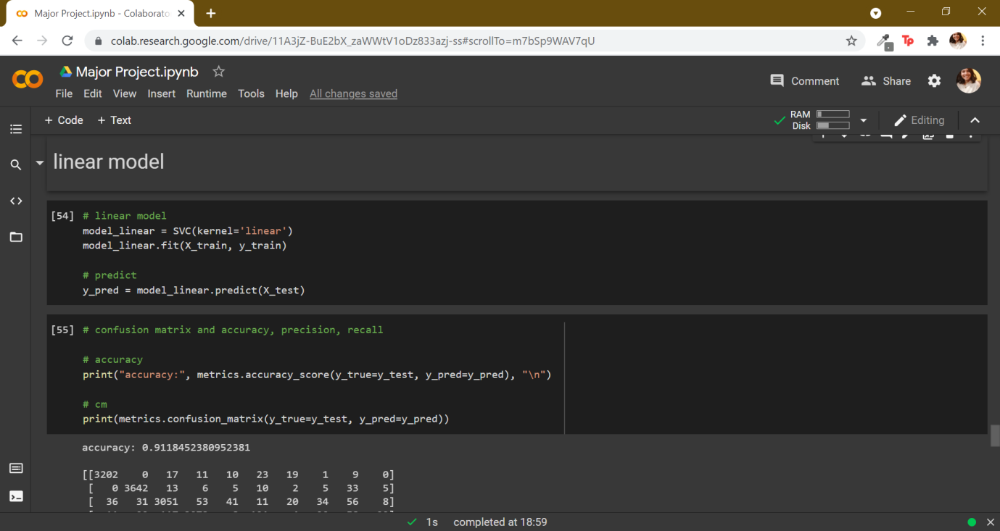 Major Project.ipynb - Colaborato
colab.research.google.com/drive/11A3jZ-BuE2bX_zaWWtV1oDz833azj-ss#scrollTo=m7bSp9WAV7qU
Tp
Major Project.ipynb
File Edit View Insert Runtime Tools Help All changes saved
Comment Share
+ Code + Text
RAM
Disk
Editing
linear model
[54] # linear model
model_linear = SVC(kernel='linear')
model_linear.fit(X_train, y_train)
# predict
y_pred = model_linear.predict(X_test)
[55] # confusion matrix and accuracy, precision, recall
# accuracy
print("accuracy:", metrics.accuracy_score(y_true=y_test, y_pred=y_pred), "\n")
# cm
print(metrics.confusion_matrix(y_true=y_test, y_pred=y_pred))
accuracy: 0.9118452380952381
[[3202 0 17 11 10 23 19 1 9 0]
[ 0 3642 13 6 5 10 2 5 33 5]
[ 36 31 3051 53 41 11 20 34 56 8]
1s completed at 18:59